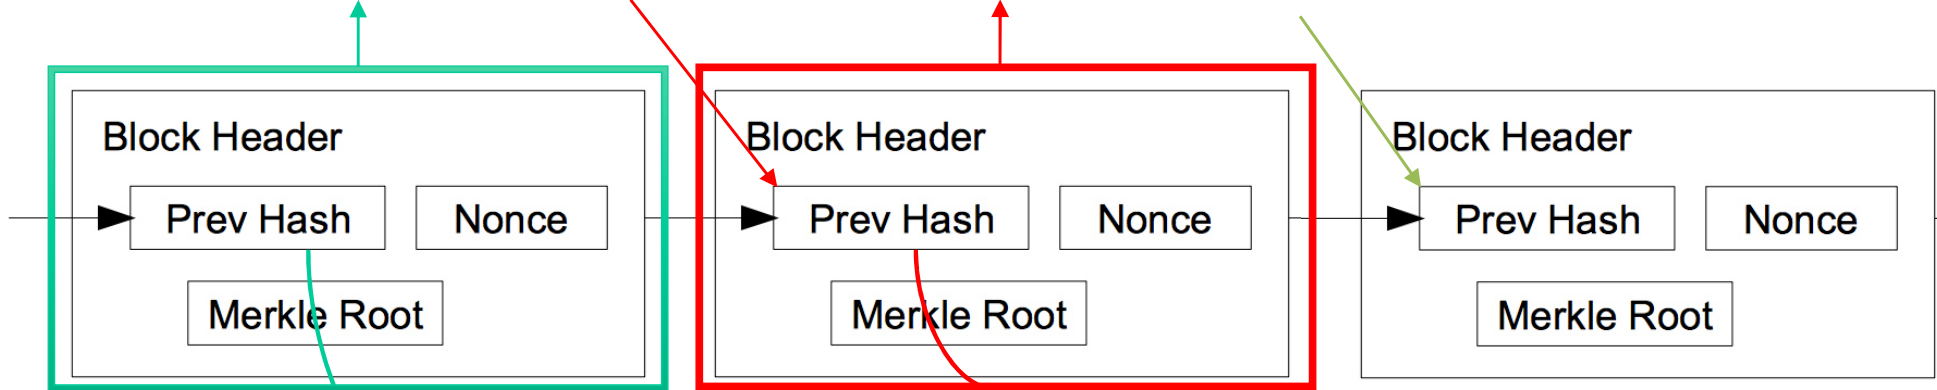 Block Header
Prev Hash
Nonce
Merkle Root
Block Header
Prev Hash
Nonce
Merkle Root
Block Header
Prev Hash
Nonce
Merkle Root